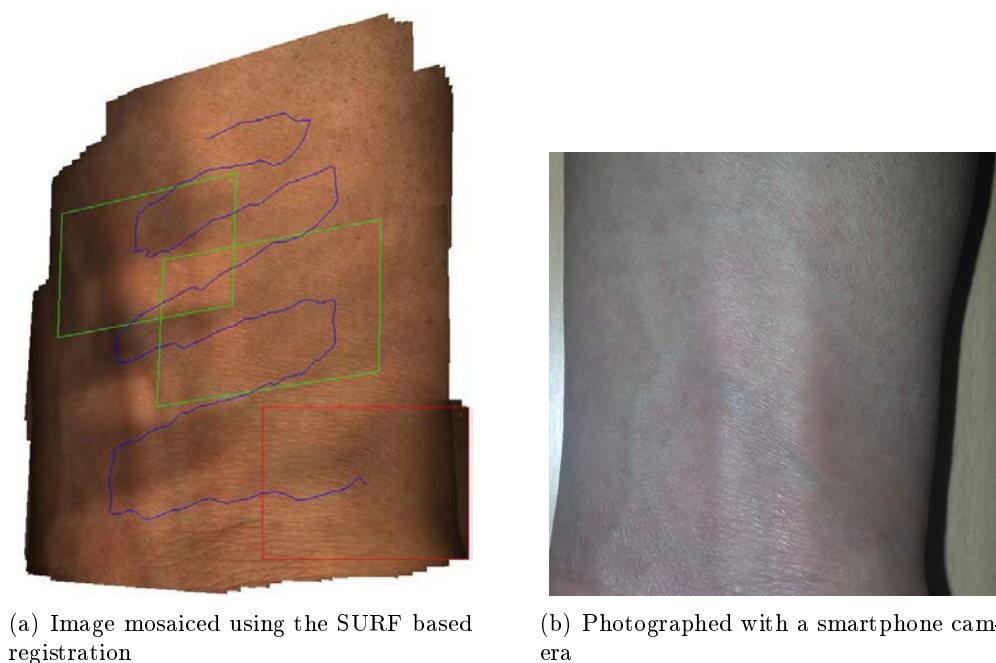 (a) Image mosaiced using the SURF based
registration
(b) Photographed with a smartphone cam-
era